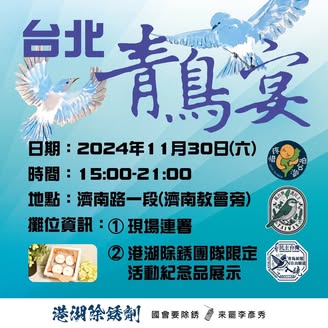 台北
青鳥宴
日期：2024年11月30日(六)
時間：15:00-21:00
地點：濟南路一段(濟南教會旁)
攤位資訊：① 現場連署
② 港湖除銹團隊限定
活動紀念品展示
港湖除銹劑
國會要除銹
來罷李彥秀